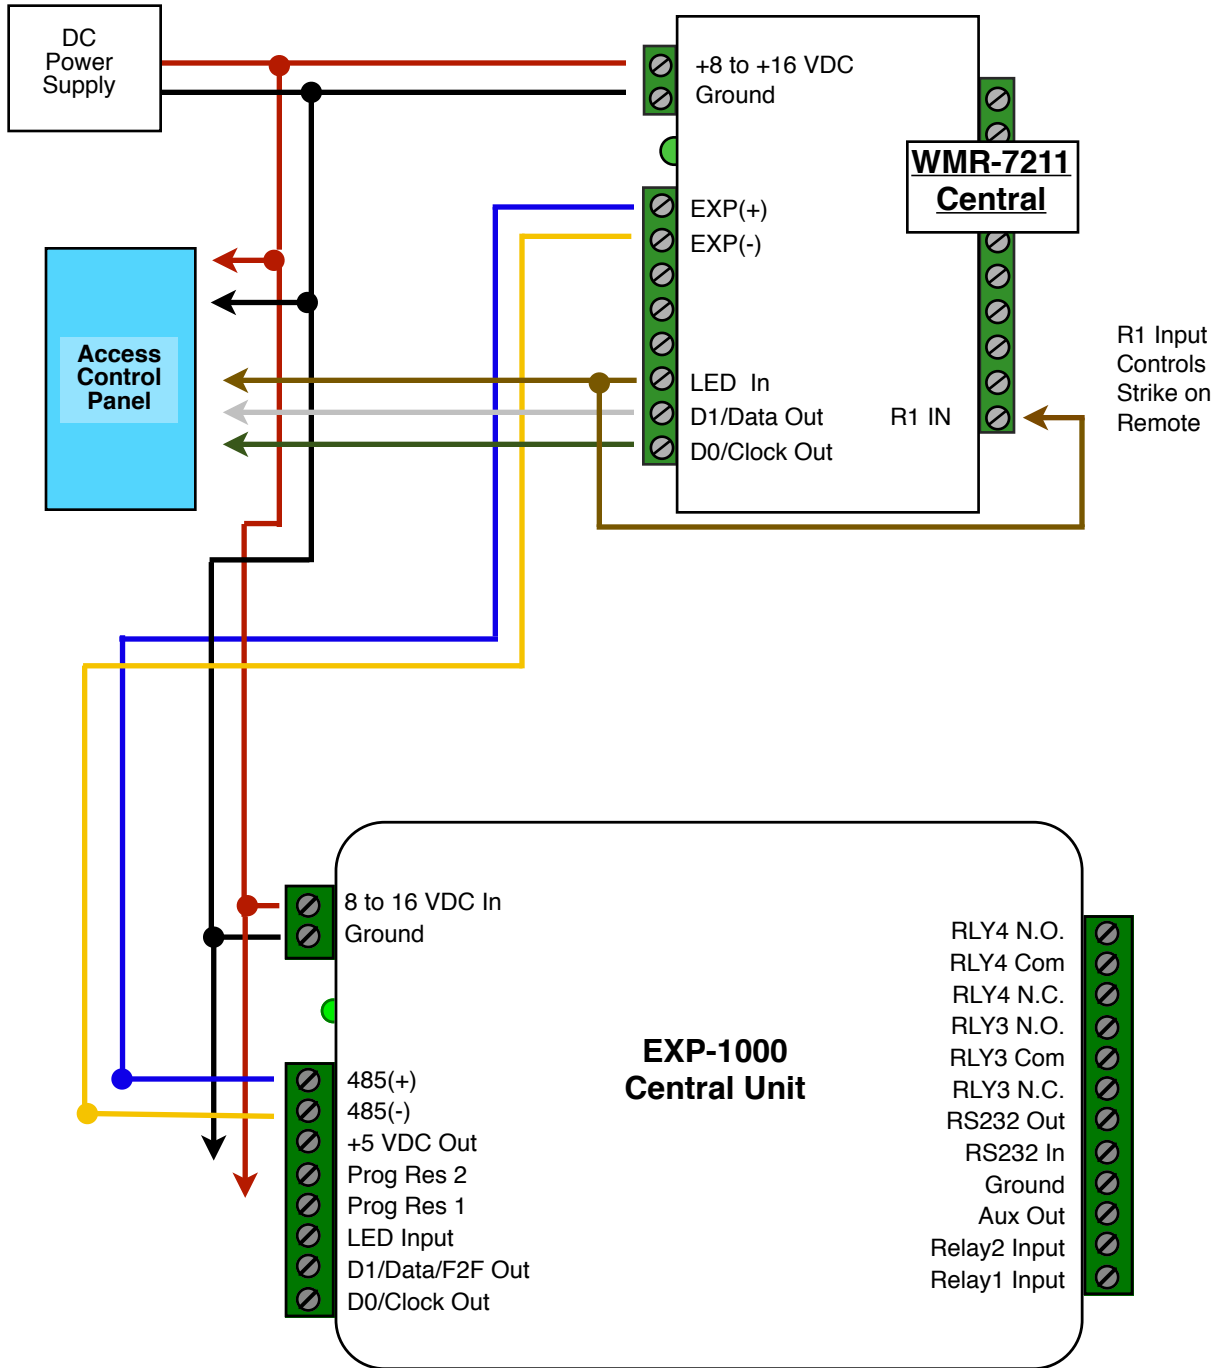 DC
Power
Supply
+8 to +16 VDC
Ground
WMR-7211
Central
EXP(+)
EXP(-)
Access
Control
Panel
LED In
D1/Data Out
R1 IN
D0/Clock Out
R1 Input
Controls
Strike on
Remote
8 to 16 VDC In
Ground
485(+)
485(-)
+5 VDC Out
Prog Res 2
Prog Res 1
LED Input
D1/Data/F2F Out
D0/Clock Out
EXP-1000
Central Unit
RLY4 N.O.
RLY4 Com
RLY4 N.C.
RLY3 N.O.
RLY3 Com
RLY3 N.C.
RS232 Out
RS232 In
Ground
Aux Out
Relay2 Input
Relay1 Input